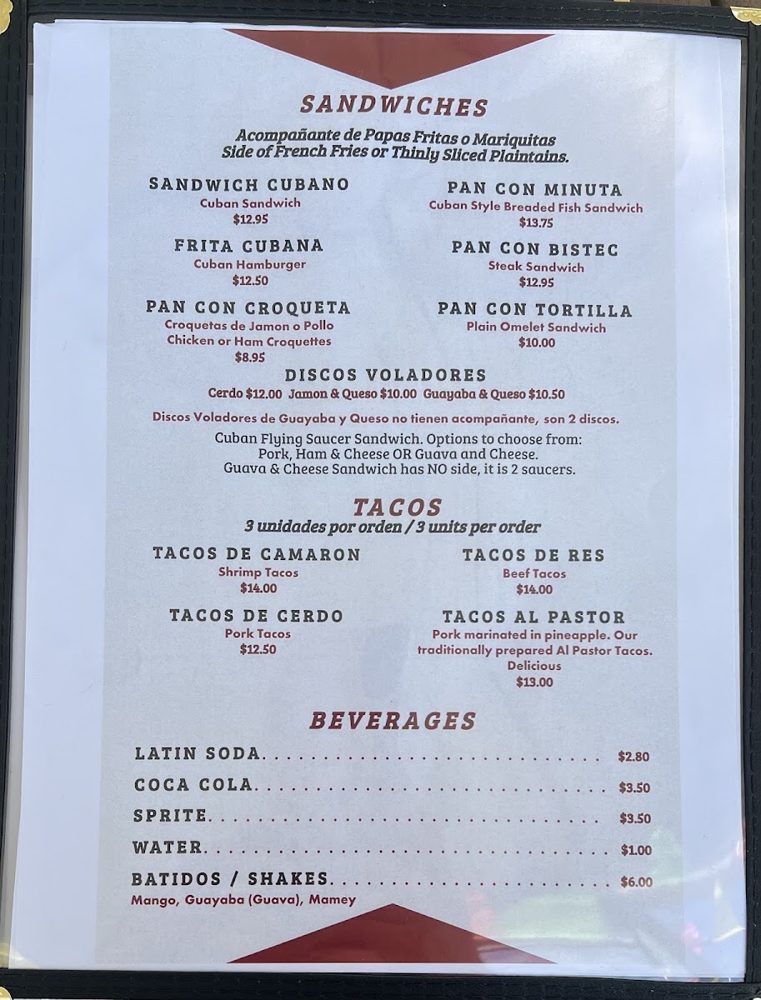 SANDWICHES
Acompañante de Papas Fritas o Mariquitas
Side of French Fries or Thinly Sliced Plaintains.
SANDWICH CUBANO
Cuban Sandwich
$12.95
PAN CON MINUTA
Cuban Style Breaded Fish Sandwich
$13.75
FRITA CUBANA
Cuban Hamburger
$12.50
PAN CON BISTEC
Steak Sandwich
$12.95
PAN CON CROQUETA
Croquetas de Jamon o Pollo
Chicken or Ham Croquettes
$8.95
PAN CON TORTILLA
Plain Omelet Sandwich
$10.00
DISCOS VOLADORES
Cerdo $12.00 Jamon & Queso $10.00 Guayaba & Queso $10.50
Discos Voladores de Guayaba y Queso no tienen acompañante, son 2 discos.
Cuban Flying Saucer Sandwich. Options to choose from:
Pork, Ham & Cheese OR Guava and Cheese.
Guava & Cheese Sandwich has NO side, it is 2 saucers.
TACOS
3 unidades por orden / 3 units per order
TACOS DE CAMARON
Shrimp Tacos
$14.00
TACOS DE RES
Beef Tacos
$14.00
TACOS DE CERDO
Pork Tacos
$12.50
TACOS AL PASTOR
Pork marinated in pineapple. Our
traditionally prepared Al Pastor Tacos.
Delicious
$13.00
BEVERAGES
LATIN SODA. . . . . . . . . . . . . . . . . . . . . . . . . . . . . . $2.80
COCA COLA. . . . . . . . . . . . . . . . . . . . . . . . . . . . . . . $3.50
SPRITE. . . . . . . . . . . . . . . . . . . . . . . . . . . . . . . . . . $3.50
WATER. . . . . . . . . . . . . . . . . . . . . . . . . . . . . . . . . . . $1.00
BATIDOS / SHAKES. . . . . . . . . . . . . . . . . . . . . . . . $6.00
Mango, Guayaba (Guava), Mamey